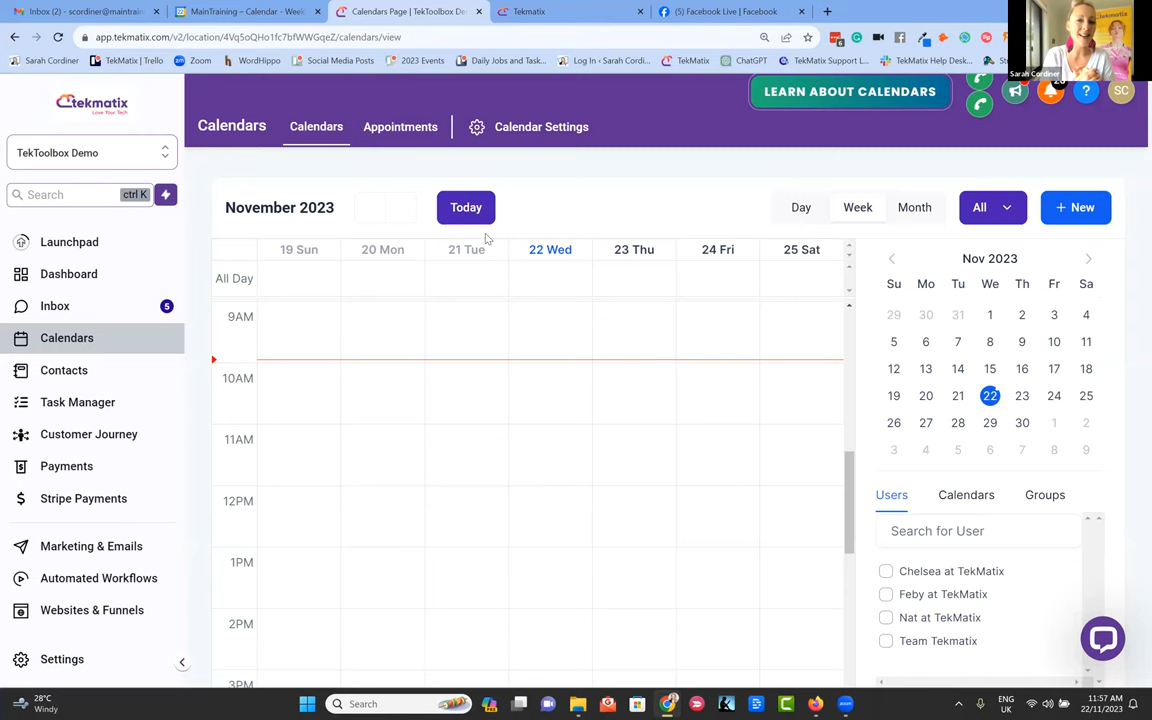 Inbox (2) - scordiner@maintrain
MainTraining – Calendar - Week
Calendars Page | TekToolbox De
Tekmatix
(5) Facebook Live | Facebook
app.tekmatix.com/v2/location/4Vq5oQHo1fc7bfWWGqeZ/calendars/view
Sarah Cordiner
TekMatix | Trello
Zoom
WordHippo
Social Media Posts
2023 Events
Daily Jobs and Task...
Log In ‹ Sarah Cordi...
TekMatix
ChatGPT
TekMatix Support L...
TekMatix Help Desk...
Sarah Cordiner
tekmatix
Love Your Tech
LEARN ABOUT CALENDARS
SC
Calendars
Calendars
Appointments
Calendar Settings
TekToolbox Demo
Search
ctrl K
Launchpad
Dashboard
Inbox
5
Calendars
Contacts
Task Manager
Customer Journey
Payments
Stripe Payments
Marketing & Emails
Automated Workflows
Websites & Funnels
Settings
November 2023
Today
Day
Week
Month
All
+ New
19 Sun
20 Mon
21 Tue
22 Wed
23 Thu
24 Fri
25 Sat
All Day
9AM
10AM
11AM
12PM
1PM
2PM
3PM
Nov 2023
Su Mo Tu We Th Fr Sa
29 30 31 1 2 3 4
5 6 7 8 9 10 11
12 13 14 15 16 17 18
19 20 21 22 23 24 25
26 27 28 29 30 1 2
3 4 5 6 7 8 9
Users
Calendars
Groups
Search for User
Chelsea at TekMatix
Feby at TekMatix
Nat at TekMatix
Team Tekmatix
28°C
Windy
Search
ENG
UK
11:57 AM
22/11/2023